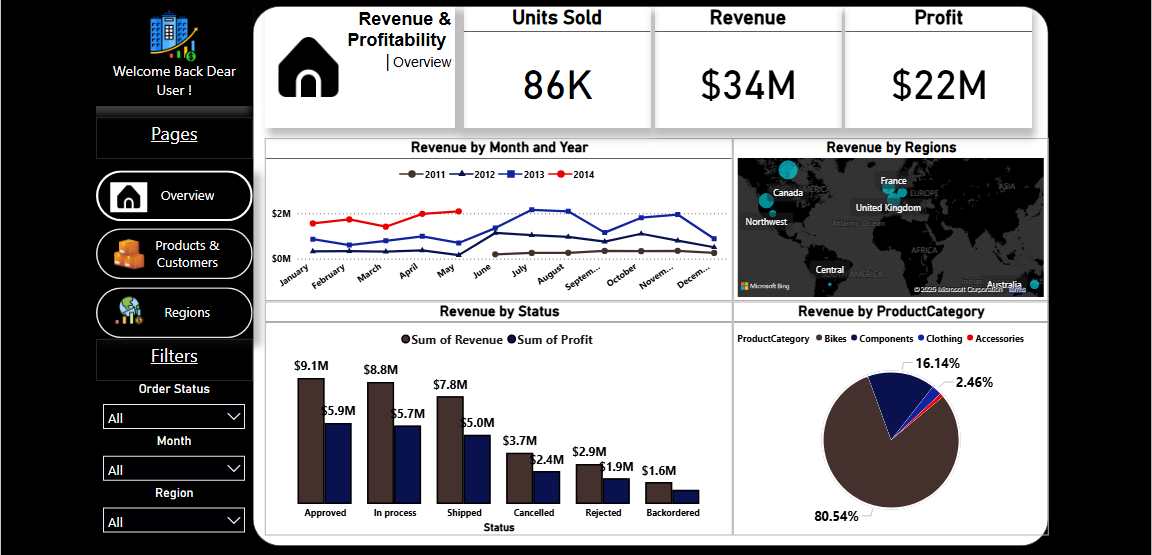 Welcome Back Dear
User !
Pages
Overview
Products &
Customers
Regions
Filters
Order Status
All
Month
All
Region
All
Revenue &
Profitability
Overview
Units Sold
86K
Revenue
$34M
Profit
$22M
Revenue by Month and Year
2011 2012 2013 2014
$2M
$0M
January February March April May June July August Septem... October Novem... Decem...
Revenue by Regions
Canada
AMERICA
France
EUROPE
ASIA
United Kingdom
Northwest
Atlantic Ocean
AFRICA
Central
SOUTH AMERICA
Australia
Microsoft Bing
© 2025 Microsoft Corporation Terms
Revenue by Status
Sum of Revenue Sum of Profit
$9.1M
$5.9M
$8.8M
$5.7M
$7.8M
$5.0M
$3.7M
$2.4M
$2.9M
$1.9M
$1.6M
Approved In process Shipped Cancelled Rejected Backordered
Status
Revenue by ProductCategory
ProductCategory Bikes Components Clothing Accessories
16.14%
2.46%
80.54%